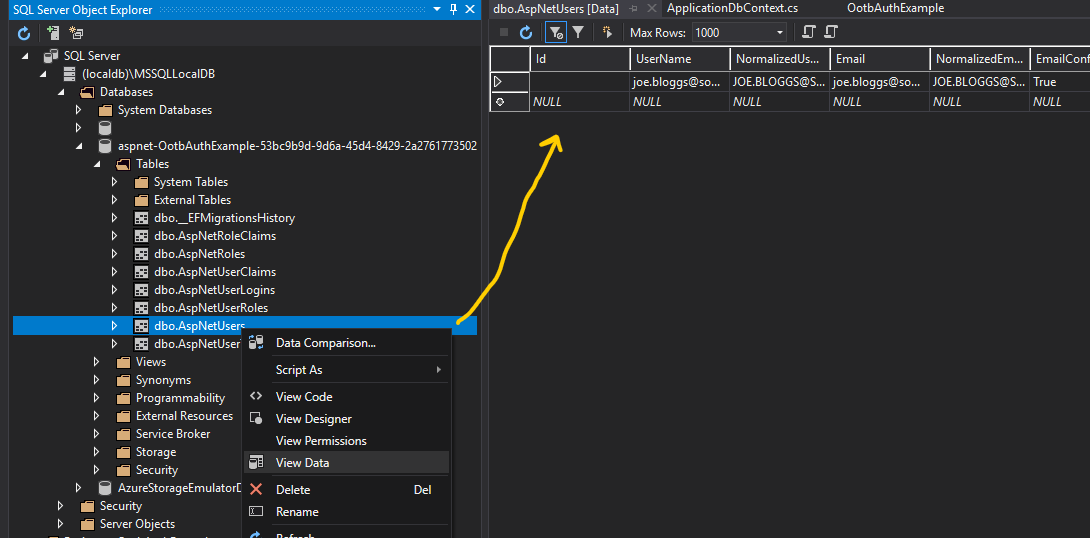 SQL Server Object Explorer
SQL Server
(localdb)\MSSQLLocalDB
Databases
System Databases
aspnet-OotbAuthExample-53bc9b9d-9d6a-45d4-8429-2a2761773502
Tables
System Tables
External Tables
dbo.__EFMigrationsHistory
dbo.AspNetRoleClaims
dbo.AspNetRoles
dbo.AspNetUserClaims
dbo.AspNetUserLogins
dbo.AspNetUserRoles
dbo.AspNetUsers
dbo.AspNetUser
Views
Synonyms
Programmability
External Resources
Service Broker
Storage
Security
AzureStorageEmulatorD
Security
Server Objects
Data Comparison...
Script As
View Code
View Designer
View Permissions
View Data
Delete Del
Rename
Refresh
dbo.AspNetUsers [Data] ApplicationDbContext.cs OotbAuthExample
Max Rows: 1000
Id UserName NormalizedUs... Email NormalizedEm... EmailConf
joe.bloggs@so... JOE.BLOGGS@S... joe.bloggs@so... JOE.BLOGGS@S... True
NULL NULL NULL NULL NULL NULL